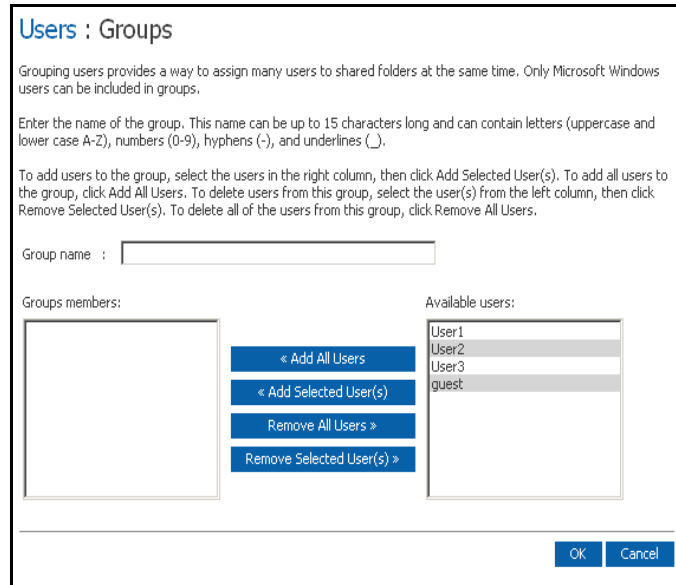 Users : Groups
Grouping users provides a way to assign many users to shared folders at the same time. Only Microsoft Windows
users can be included in groups.
Enter the name of the group. This name can be up to 15 characters long and can contain letters (uppercase and
lower case A-Z), numbers (0-9), hyphens (-), and underlines (_).
To add users to the group, select the users in the right column, then click Add Selected User(s). To add all users to
the group, click Add All Users. To delete users from this group, select the user(s) from the left column, then click
Remove Selected User(s). To delete all of the users from this group, click Remove All Users.
Group name :
Groups members:
Available users:
User1
User2
User3
guest
« Add All Users
« Add Selected User(s)
Remove All Users »
Remove Selected User(s) »
OK
Cancel